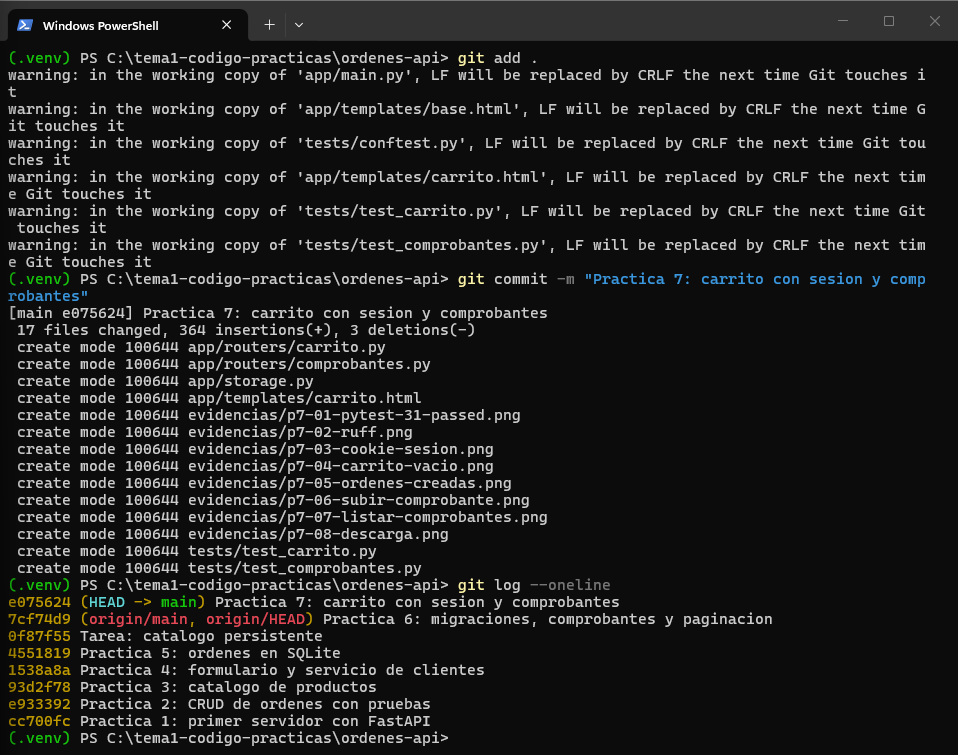 Windows PowerShell
(.venv) PS C:\tema1-codigo-practicas\ordenes-api> git add .
warning: in the working copy of 'app/main.py', LF will be replaced by CRLF the next time Git touches i
t
warning: in the working copy of 'app/templates/base.html', LF will be replaced by CRLF the next time G
it touches it
warning: in the working copy of 'tests/conftest.py', LF will be replaced by CRLF the next time Git tou
ches it
warning: in the working copy of 'app/templates/carrito.html', LF will be replaced by CRLF the next tim
e Git touches it
warning: in the working copy of 'tests/test_carrito.py', LF will be replaced by CRLF the next time Git
 touches it
warning: in the working copy of 'tests/test_comprobantes.py', LF will be replaced by CRLF the next tim
e Git touches it
(.venv) PS C:\tema1-codigo-practicas\ordenes-api> git commit -m "Practica 7: carrito con sesion y comp
robantes"
[main e075624] Practica 7: carrito con sesion y comprobantes
 17 files changed, 364 insertions(+), 3 deletions(-)
 create mode 100644 app/routers/carrito.py
 create mode 100644 app/routers/comprobantes.py
 create mode 100644 app/storage.py
 create mode 100644 app/templates/carrito.html
 create mode 100644 evidencias/p7-01-pytest-31-passed.png
 create mode 100644 evidencias/p7-02-ruff.png
 create mode 100644 evidencias/p7-03-cookie-sesion.png
 create mode 100644 evidencias/p7-04-carrito-vacio.png
 create mode 100644 evidencias/p7-05-ordenes-creadas.png
 create mode 100644 evidencias/p7-06-subir-comprobante.png
 create mode 100644 evidencias/p7-07-listar-comprobantes.png
 create mode 100644 evidencias/p7-08-descarga.png
 create mode 100644 tests/test_carrito.py
 create mode 100644 tests/test_comprobantes.py
(.venv) PS C:\tema1-codigo-practicas\ordenes-api> git log --oneline
e075624 (HEAD -> main) Practica 7: carrito con sesion y comprobantes
7cf74d9 (origin/main, origin/HEAD) Practica 6: migraciones, comprobantes y paginacion
0f87f55 Tarea: catalogo persistente
4551819 Practica 5: ordenes en SQLite
1538a8a Practica 4: formulario y servicio de clientes
93d2f78 Practica 3: catalogo de productos
e933392 Practica 2: CRUD de ordenes con pruebas
cc700fc Practica 1: primer servidor con FastAPI
(.venv) PS C:\tema1-codigo-practicas\ordenes-api>